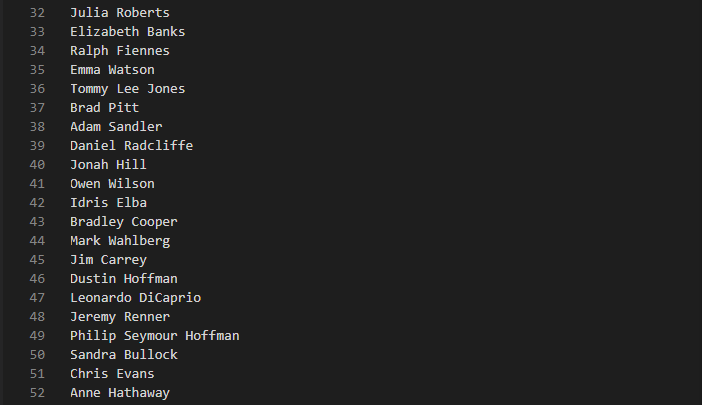 32 Julia Roberts
33 Elizabeth Banks
34 Ralph Fiennes
35 Emma Watson
36 Tommy Lee Jones
37 Brad Pitt
38 Adam Sandler
39 Daniel Radcliffe
40 Jonah Hill
41 Owen Wilson
42 Idris Elba
43 Bradley Cooper
44 Mark Wahlberg
45 Jim Carrey
46 Dustin Hoffman
47 Leonardo DiCaprio
48 Jeremy Renner
49 Philip Seymour Hoffman
50 Sandra Bullock
51 Chris Evans
52 Anne Hathaway